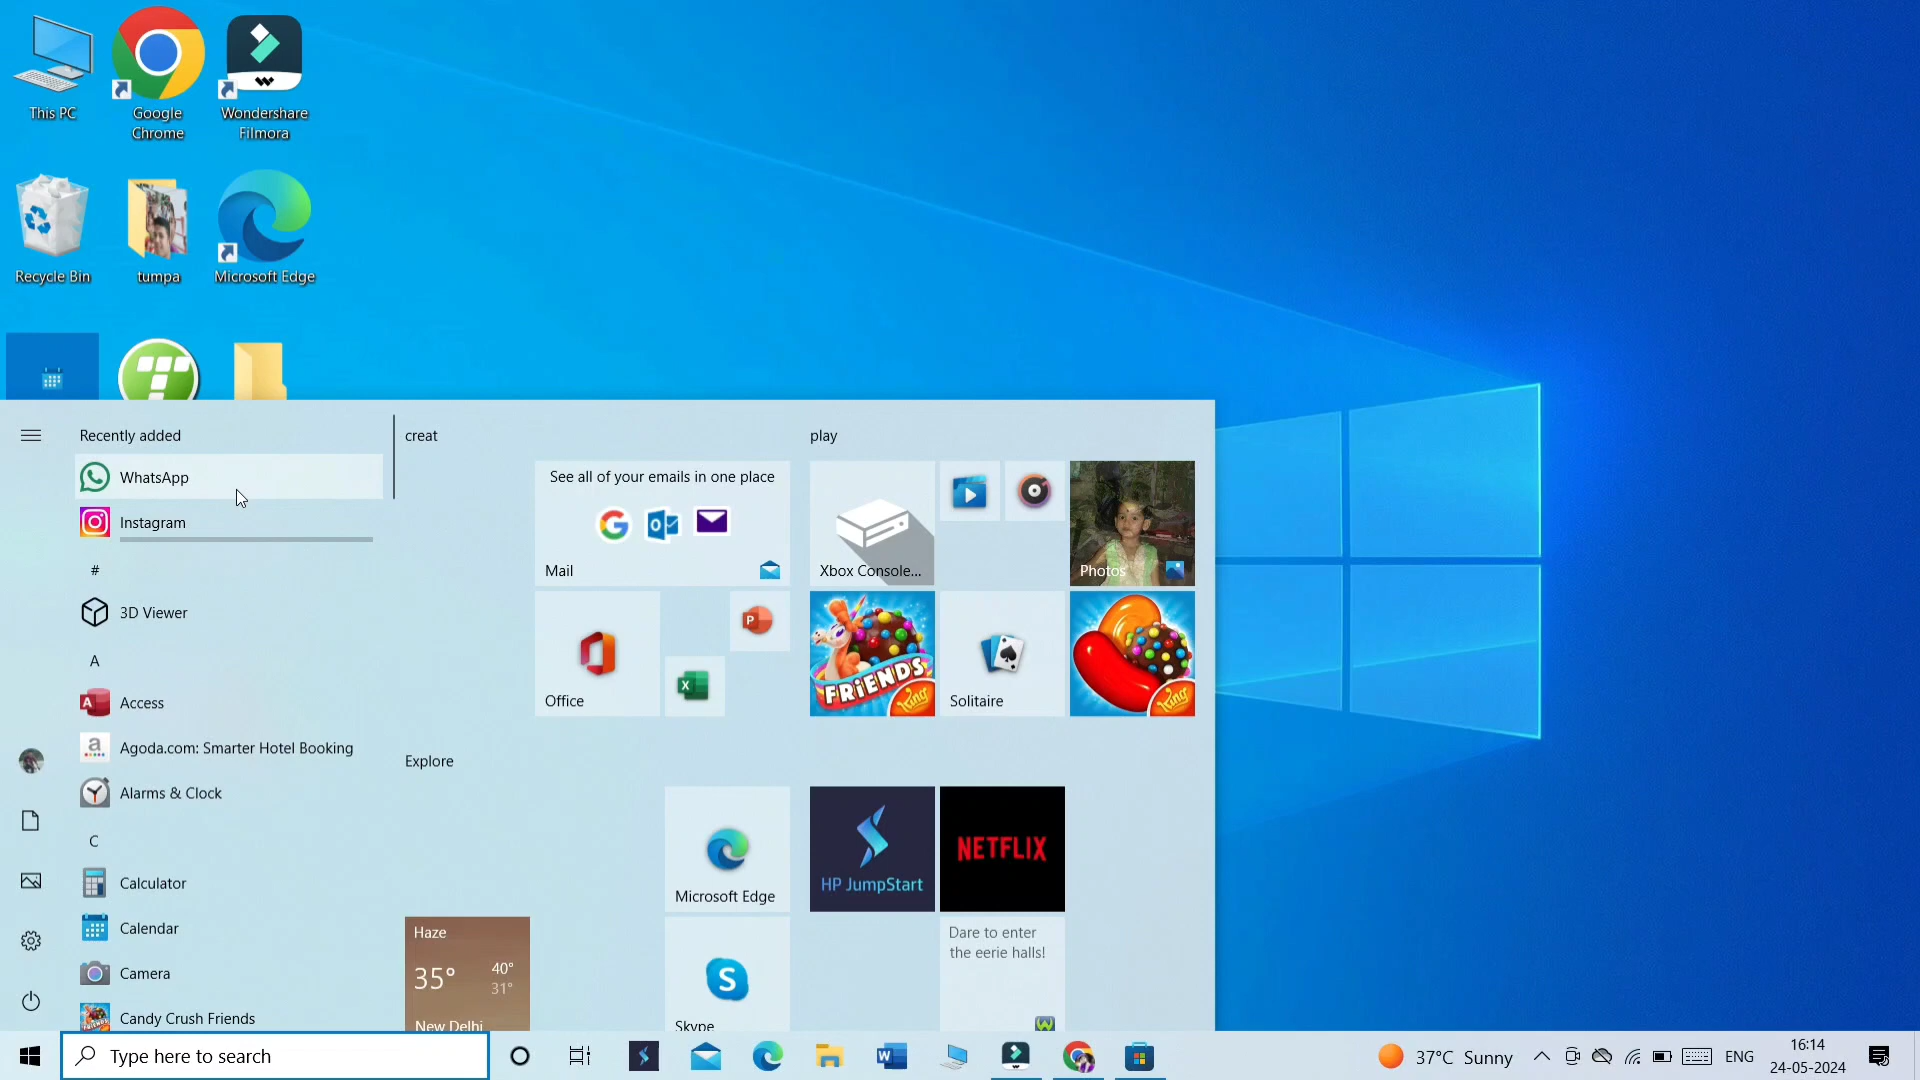 This PC
Google
Chrome
Wondershare
Filmora
Recycle Bin
tumpa
Microsoft Edge
Recently added
WhatsApp
Instagram
#
3D Viewer
A
Access
Agoda.com: Smarter Hotel Booking
Alarms & Clock
C
Calculator
Calendar
Camera
Candy Crush Friends
creat
See all of your emails in one place
Mail
Office
play
Xbox Console...
Photos
FRIENDS
King
Solitaire
King
Explore
Microsoft Edge
HP JumpStart
NETFLIX
Haze
35°
40°
31°
New Delhi
Skype
Dare to enter
the eerie halls!
Type here to search
37°C Sunny
ENG
16:14
24-05-2024